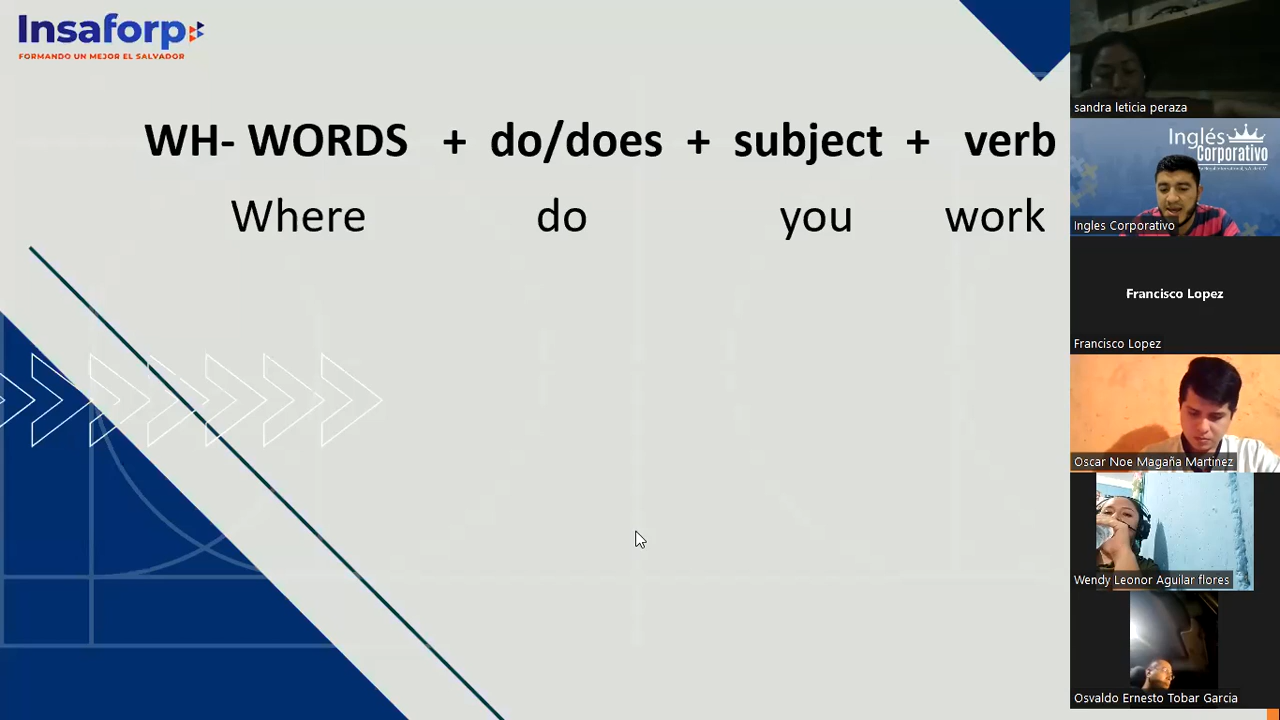 Insaforp
FORMANDO UN MEJOR EL SALVADOR
WH- WORDS + do/does + subject + verb
Where do you work
sandra leticia peraza
Inglés
Corporativo
Ingles Corporativo
Francisco Lopez
Francisco Lopez
Oscar Noe Magaña Martinez
Wendy Leonor Aguilar flores
Osvaldo Ernesto Tobar Garcia